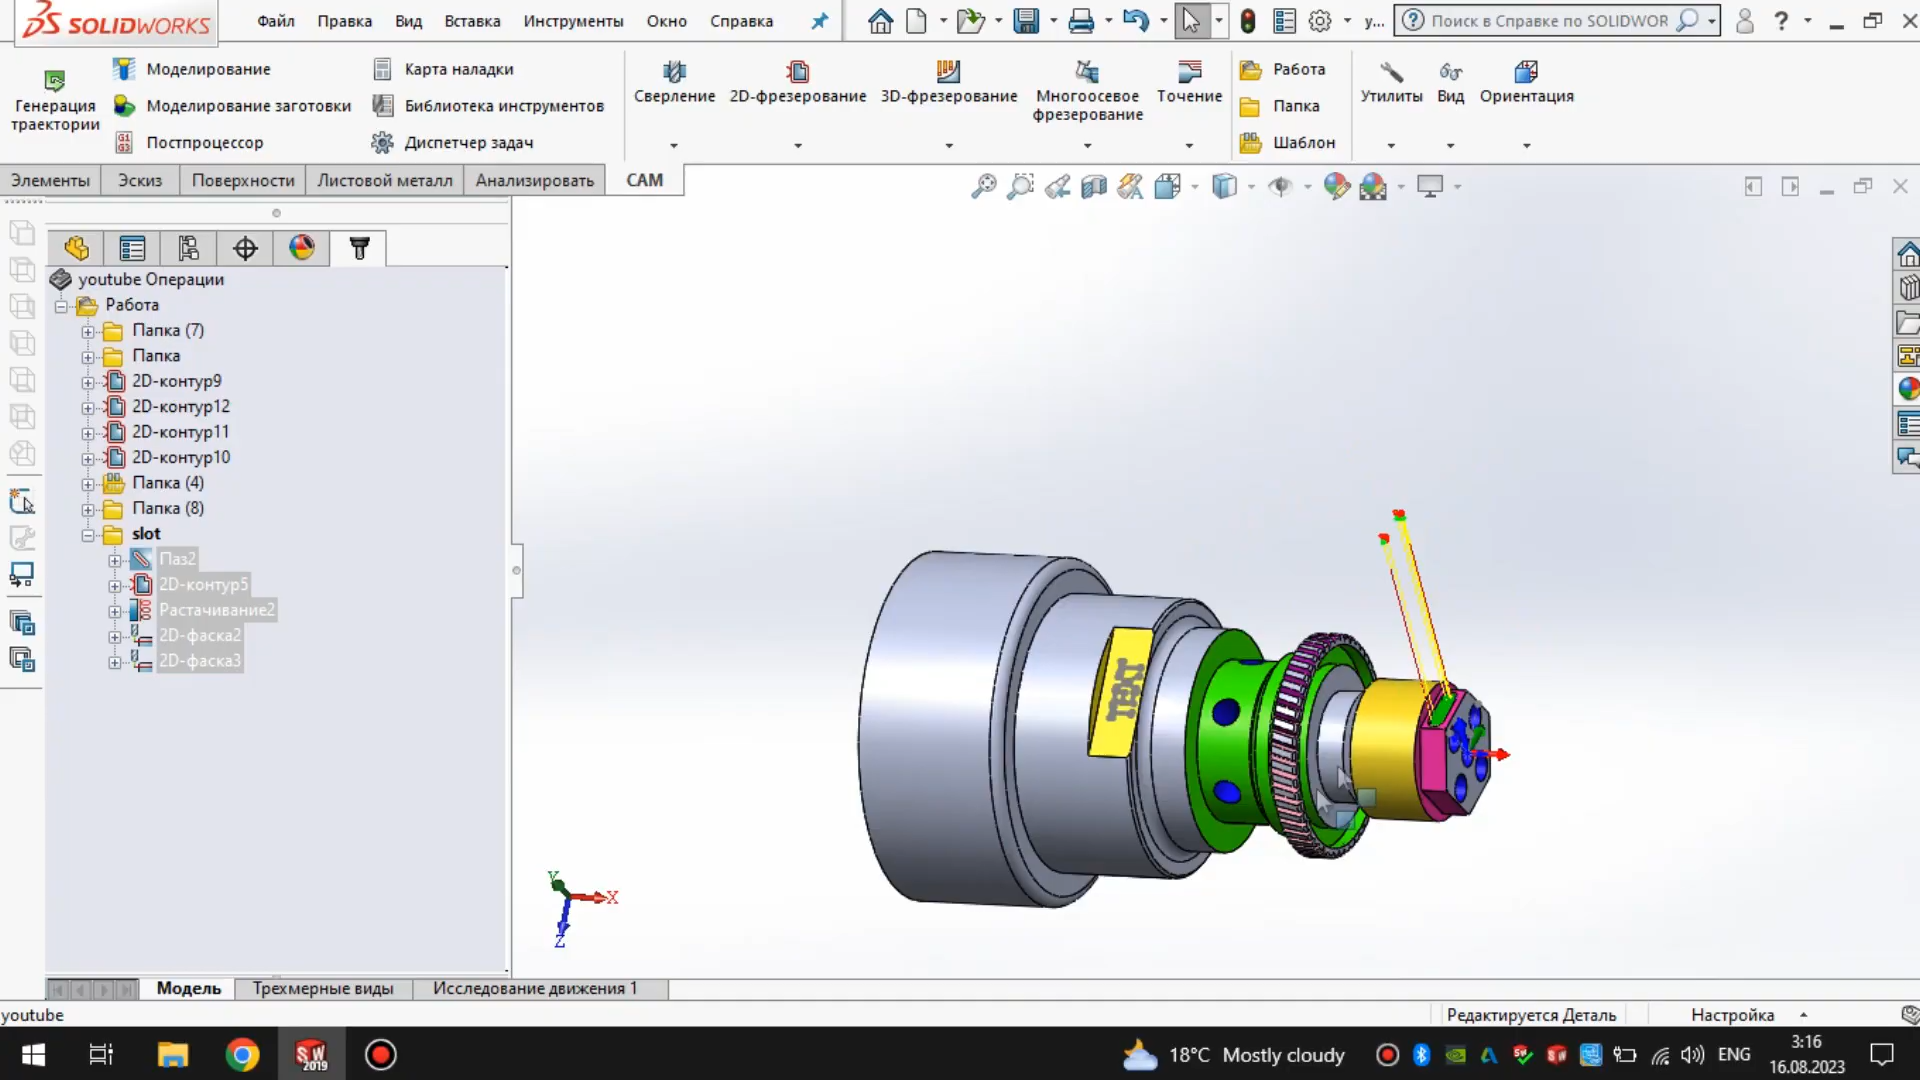 SOLIDWORKS
Файл Правка Вид Вставка Инструменты Окно Справка
у...
Поиск в Справке по SOLIDWOR
Генерация траектории
Моделирование
Моделирование заготовки
Постпроцессор
Карта наладки
Библиотека инструментов
Диспетчер задач
Сверление
2D-фрезерование
3D-фрезерование
Многоосевое фрезерование
Точение
Работа
Папка
Шаблон
Утилиты
Вид
Ориентация
Элементы Эскиз Поверхности Листовой металл Анализировать CAM
youtube Операции
Работа
Папка (7)
Папка
2D-контур9
2D-контур12
2D-контур11
2D-контур10
Папка (4)
Папка (8)
slot
Паз2
2D-контур5
Растачивание2
2D-фаска2
2D-фаска3
TEKT
Y
X
Z
Модель Трехмерные виды Исследование движения 1
youtube
Редактируется Деталь
Настройка
SW 2019
18°C Mostly cloudy
ENG
3:16
16.08.2023